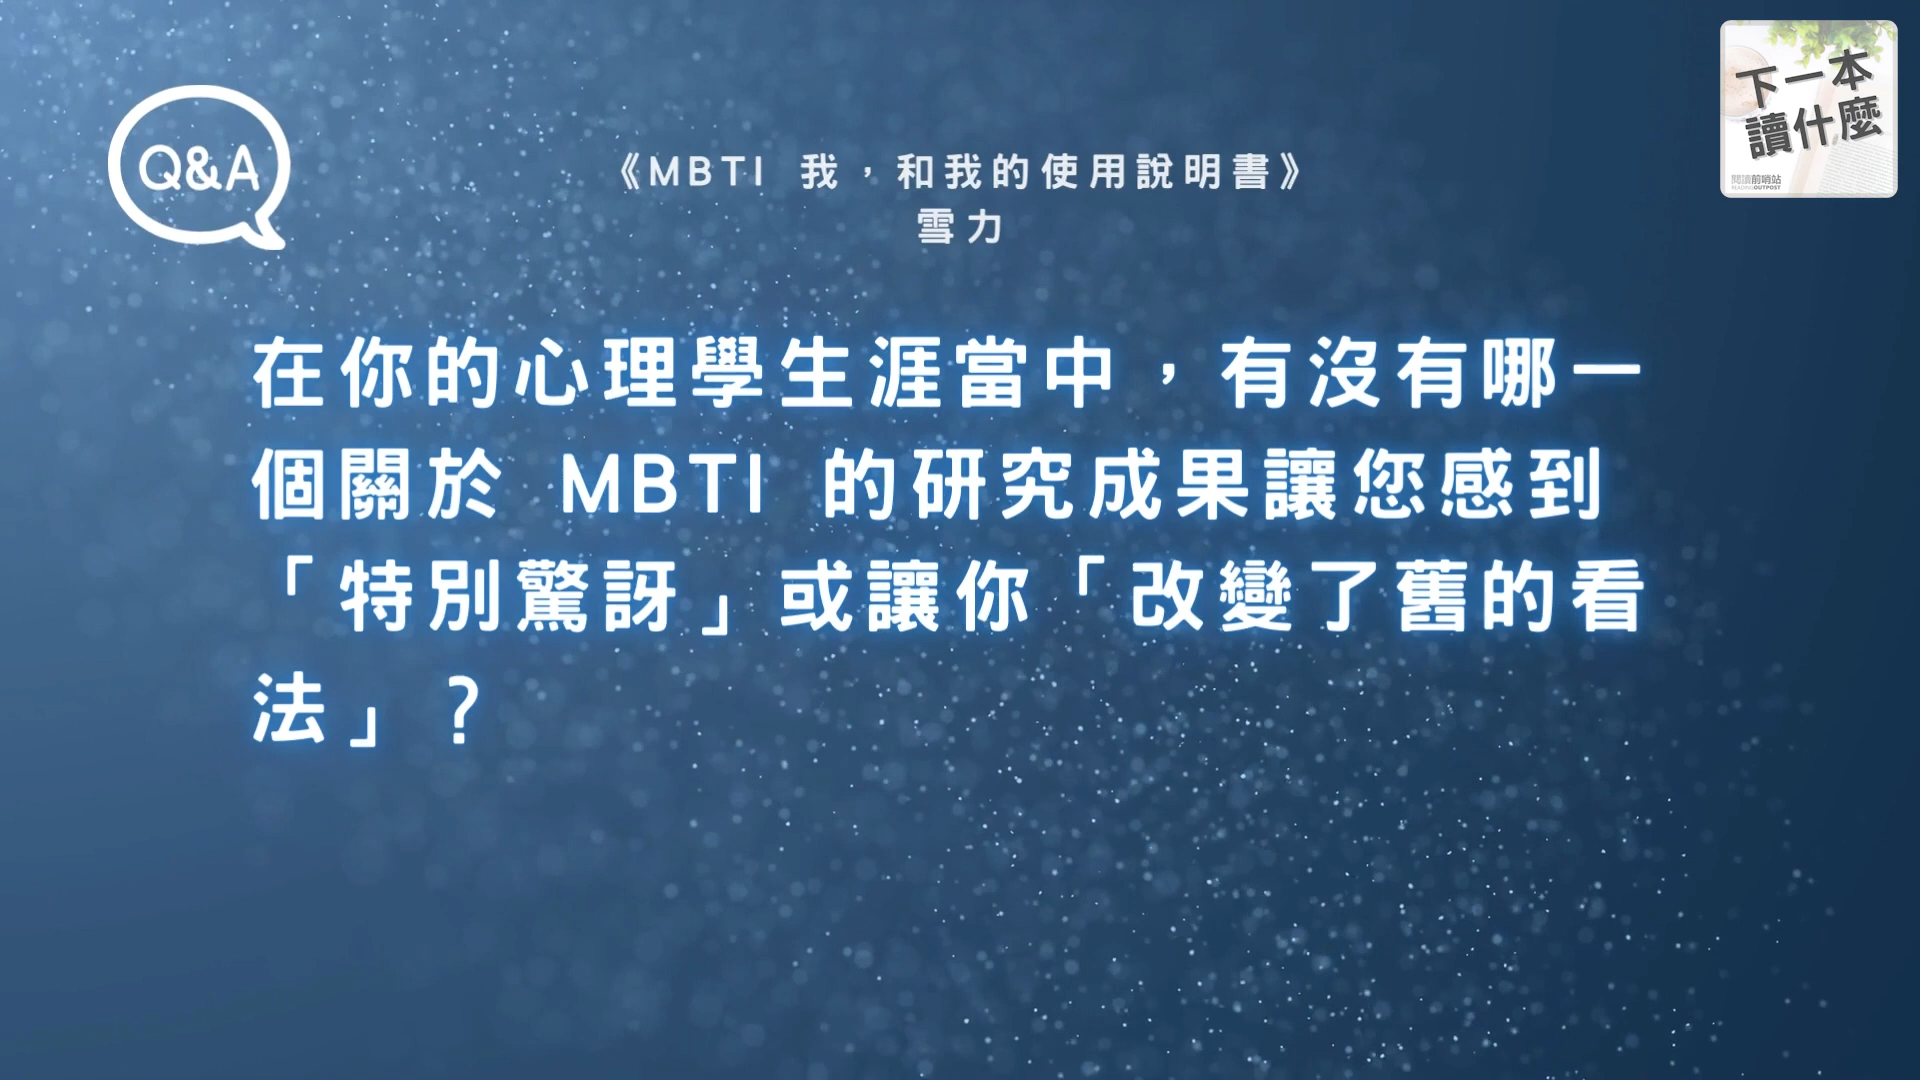 Q&A
《MBTI 我，和我的使用說明書》
雪力
下一本
讀什麼
閱讀前哨站
READINGOUTPOST
在你的心理學生涯當中，有沒有哪一
個關於 MBTI 的研究成果讓您感到
「特別驚訝」或讓你「改變了舊的看
法」？